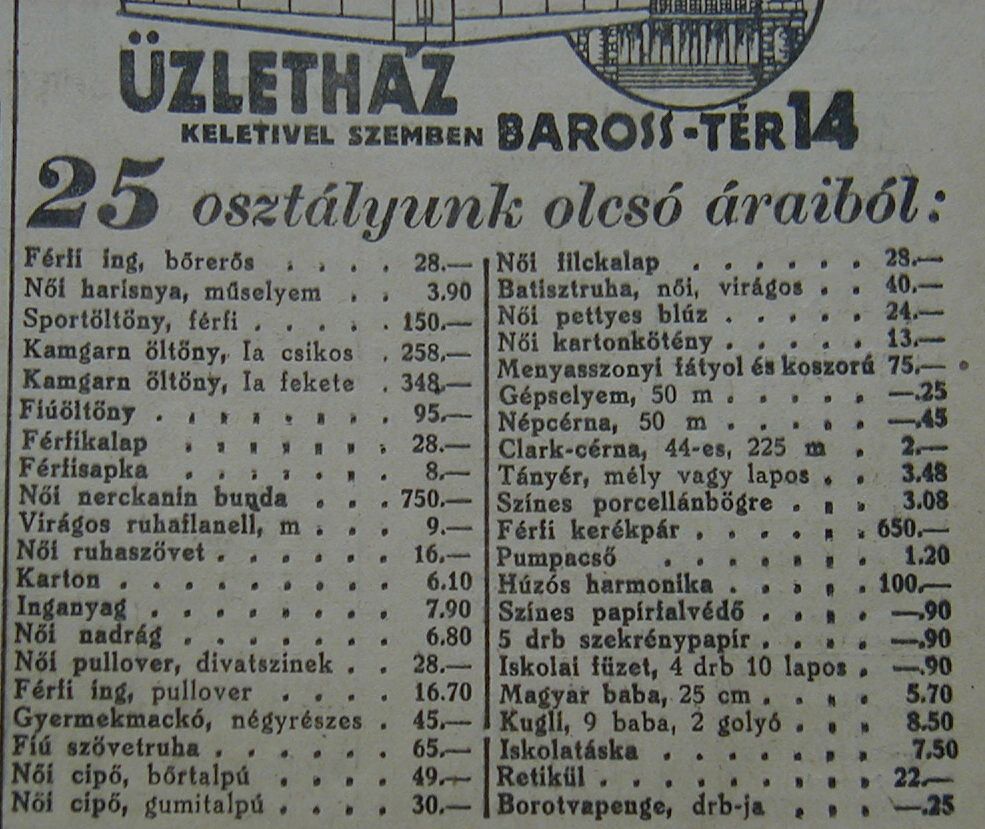 ÜZLETHÁZ
KELETIVEL SZEMBEN BAROSS-TÉR 14
25 osztályunk olcsó áraiból:
Férfi ing, bőrerős . . . . 28.—
Női harisnya, műselyem . . 3.90
Sportöltöny, férfi . . . . . 150.—
Kamgarn öltöny, Ia csikos . 258.—
Kamgarn öltöny, Ia fekete . 348.—
Fiúöltöny . . . . . . . . 95.—
Férfikalap . . . . . . . 28.—
Férfisapka . . . . . . . 8.—
Női nerckanin bunda . . . 750.—
Virágos ruhaflanell, m . . . 9.—
Női ruhaszövet . . . . . . 16.—
Karton . . . . . . . . . 6.10
Inganyag . . . . . . . . 7.90
Női nadrág . . . . . . . 6.80
Női pullover, divatszinek . . 28.—
Férfi ing, pullover . . . . 16.70
Gyermekmackó, négyrészes . 45.—
Fiú szövetruha . . . . . . 65.—
Női cipő, bőrtalpú . . . . 49.—
Női cipő, gumitalpú . . . . 30.—
Női filckalap . . . . . . 28.—
Batisztruha, női, virágos . . 40.—
Női pettyes blúz . . . . . 24.—
Női kartonkötény . . . . . 13.—
Menyasszonyi fátyol és koszorú 75.—
Gépselyem, 50 m . . . . . —.25
Népcérna, 50 m . . . . . —.45
Clark-cérna, 44-es, 225 m . 2.—
Tányér, mély vagy lapos . . 3.48
Színes porcellánbögre . . . 3.08
Férfi kerékpár . . . . . . 650.—
Pumpacső . . . . . . . 1.20
Húzós harmonika . . . . . 100.—
Színes papírfalvédő . . . . —.90
5 drb szekrénypapír . . . . —.90
Iskolai füzet, 4 drb 10 lapos . —.90
Magyar baba, 25 cm . . . . 5.70
Kugli, 9 baba, 2 golyó . . . 8.50
Iskolatáska . . . . . . . 7.50
Retikül . . . . . . . . 22.—
Borotvapenge, drb-ja . . . —.25